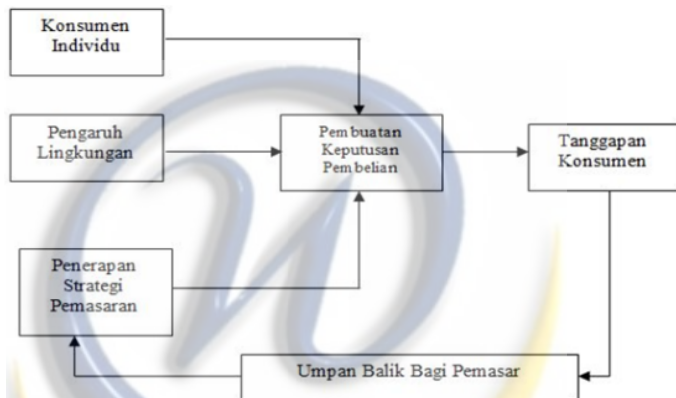 Konsumen
Individu
Pengaruh
Lingkungan
Pembuatan
Keputusan
Pembelian
Tanggapan
Konsumen
Penerapan
Strategi
Pemasaran
Umpan Balik Bagi Pemasar